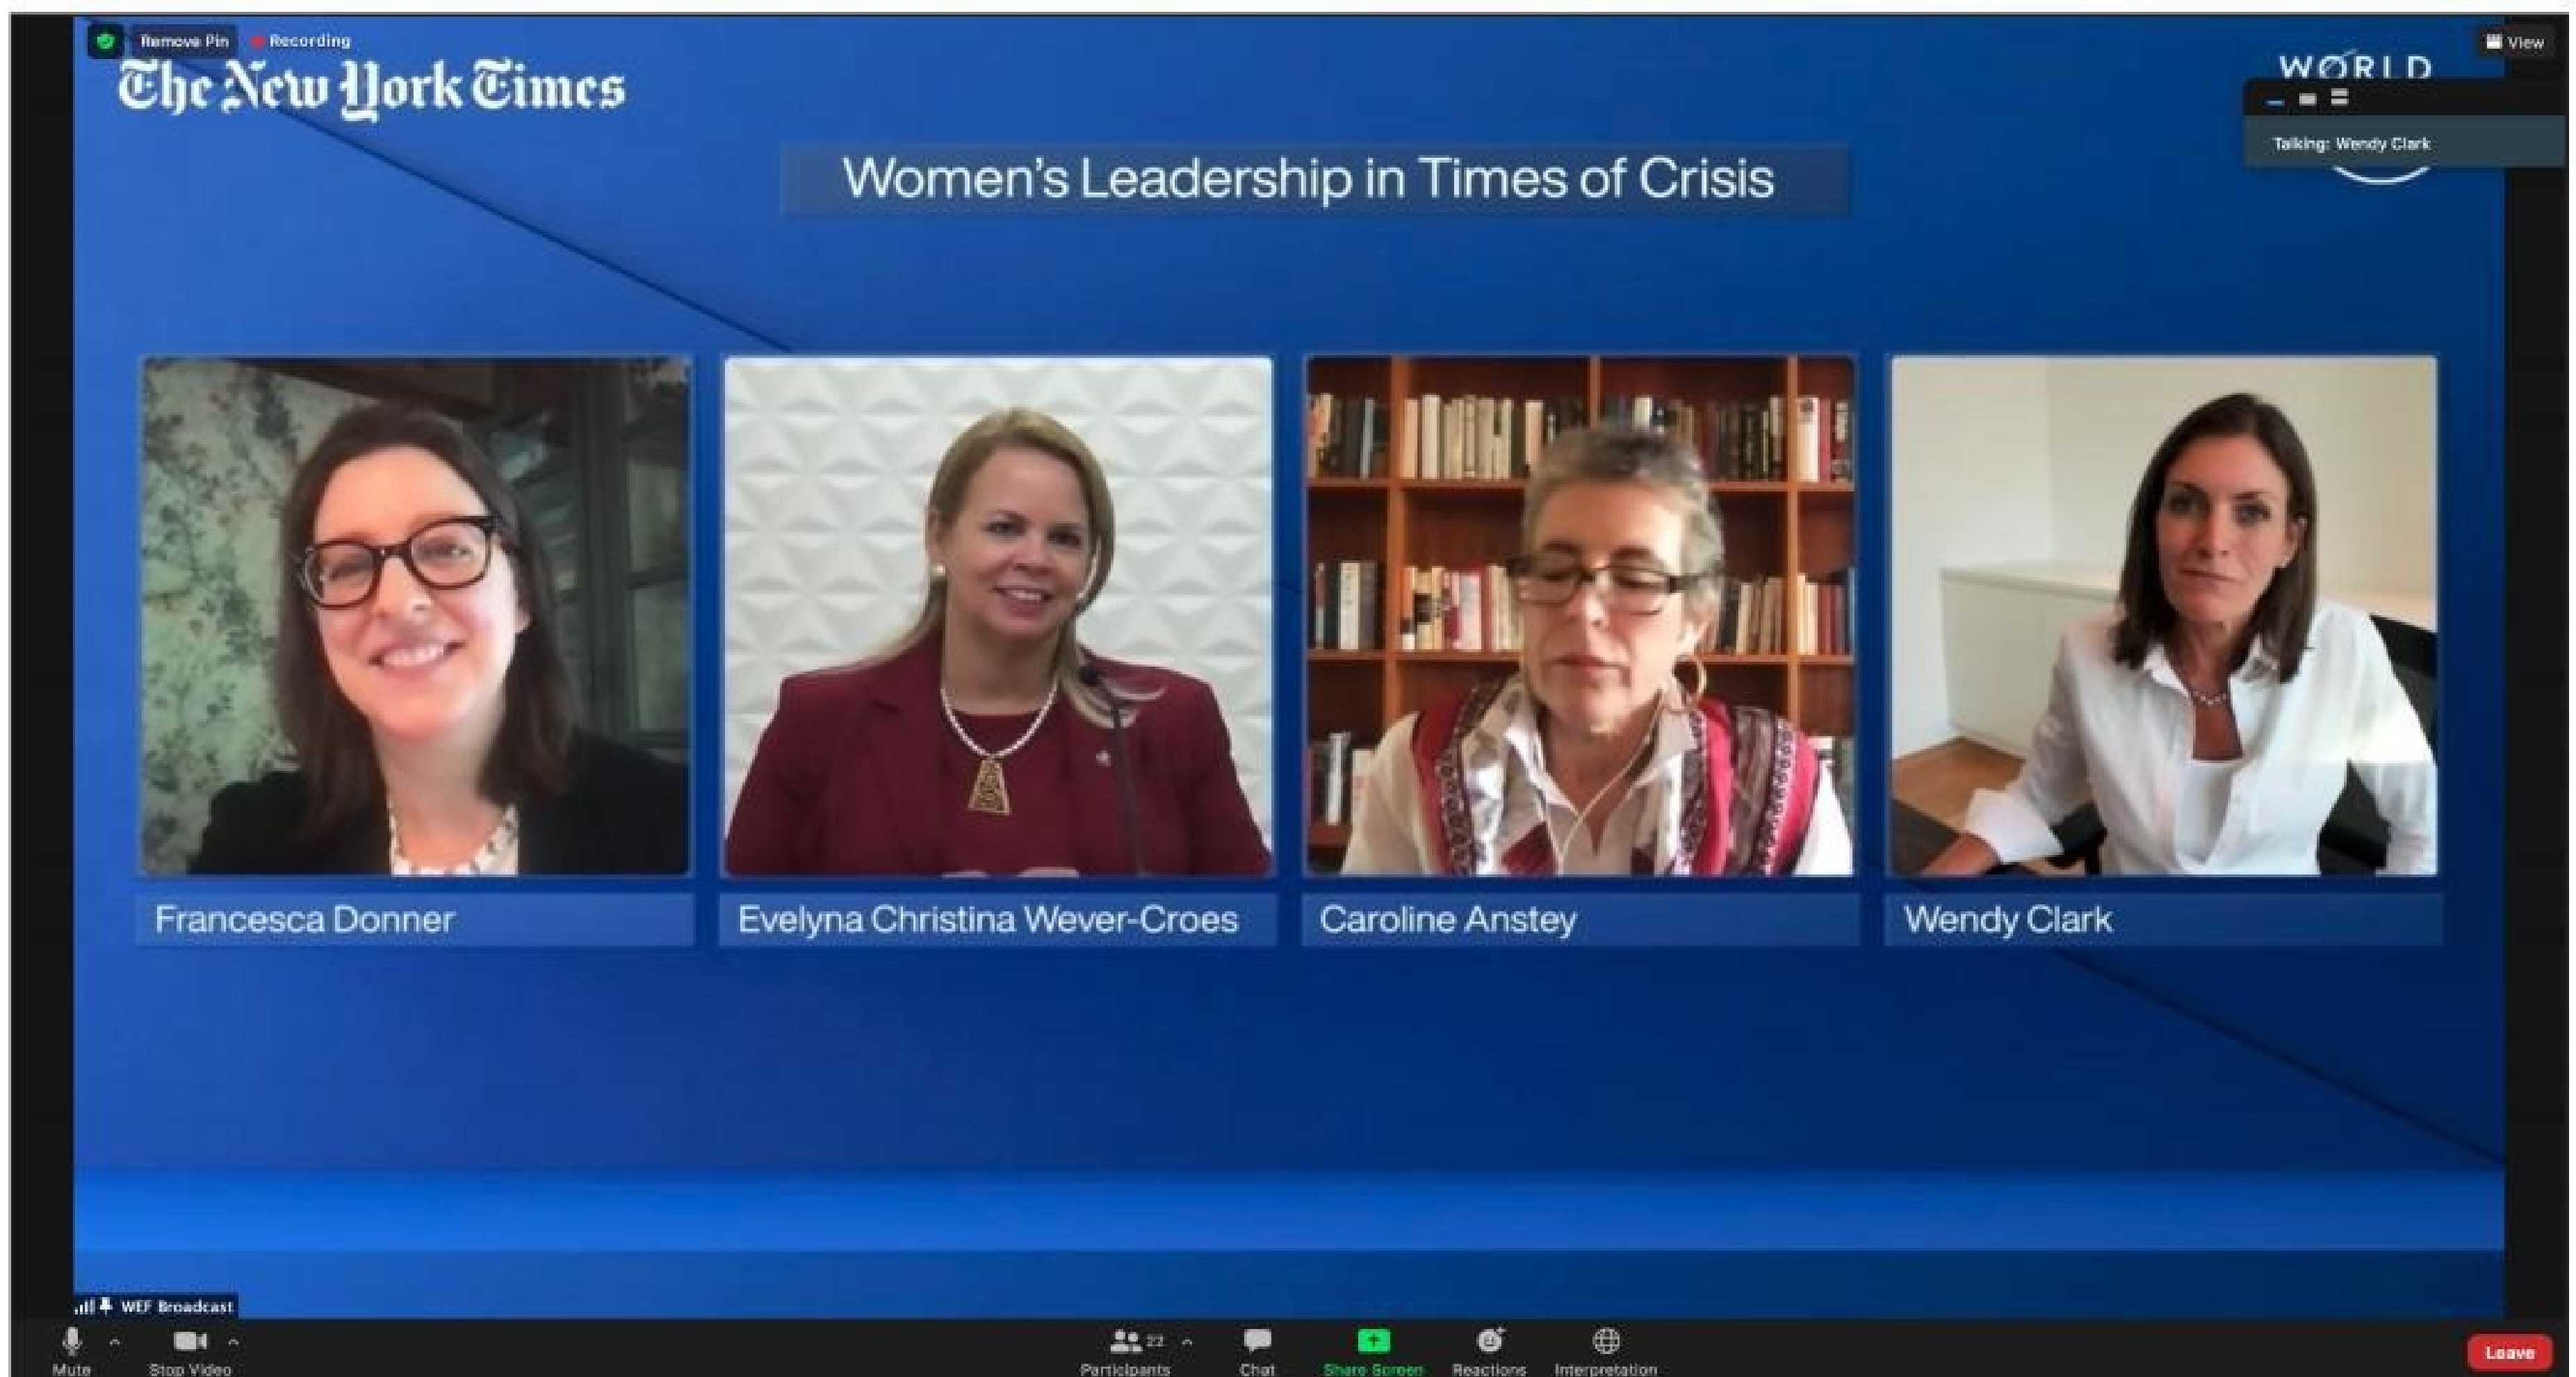 Remove Pin
Recording
View
The New York Times
WORLD
Talking: Wendy Clark
Women's Leadership in Times of Crisis
Francesca Donner
Evelyna Christina Wever-Croes
Caroline Anstey
Wendy Clark
WEF Broadcast
Mute
Stop Video
Participants
22
Chat
Share Screen
Reactions
Interpretation
Leave